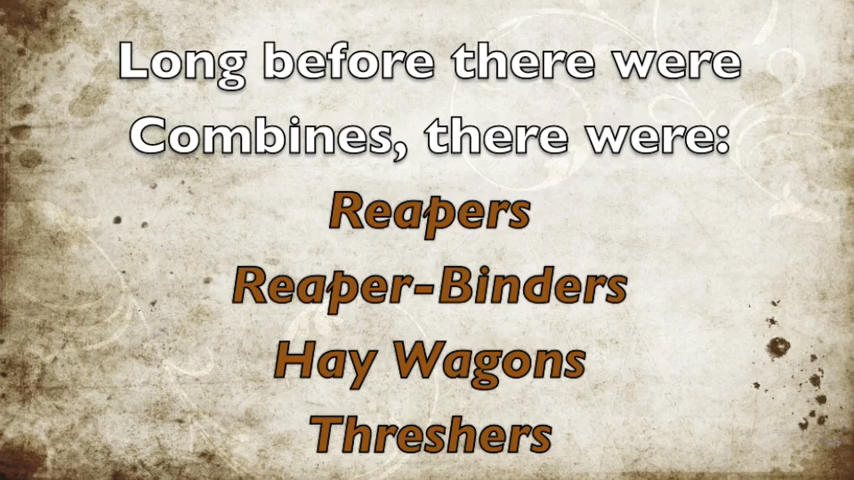 Long before there were
Combines, there were:
Reapers
Reaper-Binders
Hay Wagons
Threshers